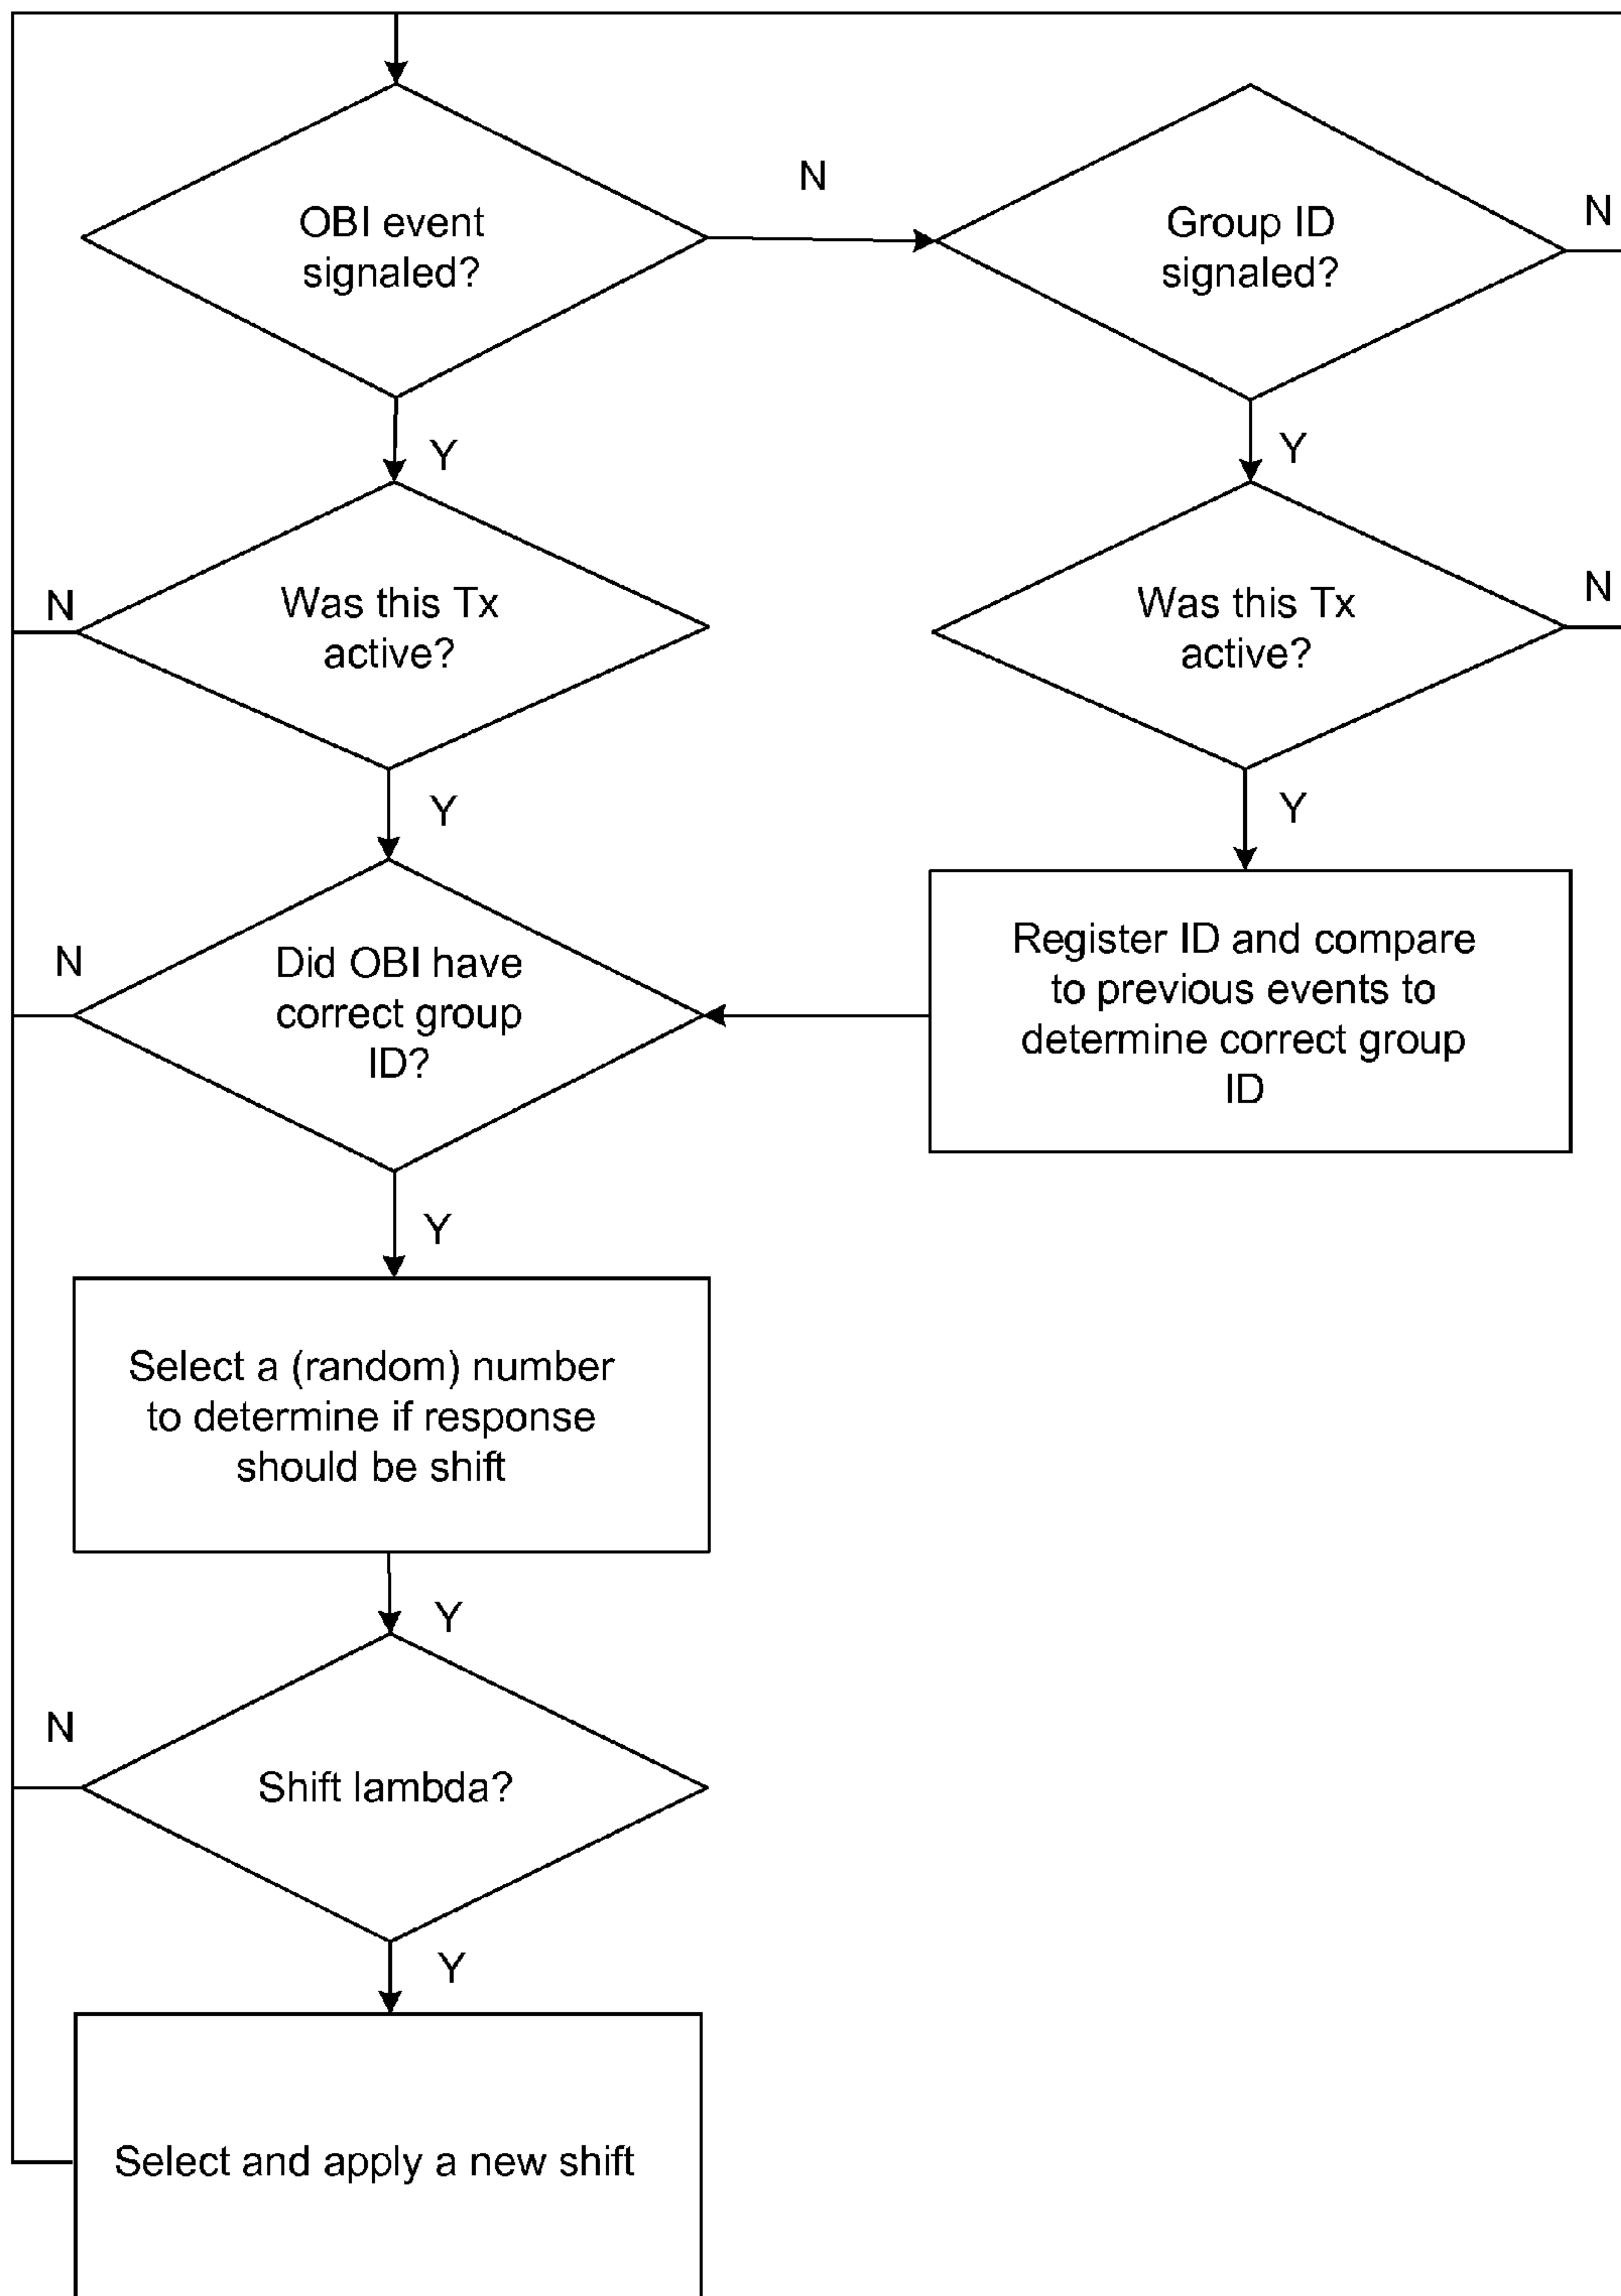 OBI event
signaled?
N
Group ID
signaled?
N
Y
Y
Was this Tx
active?
N
Was this Tx
active?
N
Y
Y
Did OBI have
correct group
ID?
N
Register ID and compare
to previous events to
determine correct group
ID
Y
Select a (random) number
to determine if response
should be shift
Y
N
Shift lambda?
Y
Select and apply a new shift